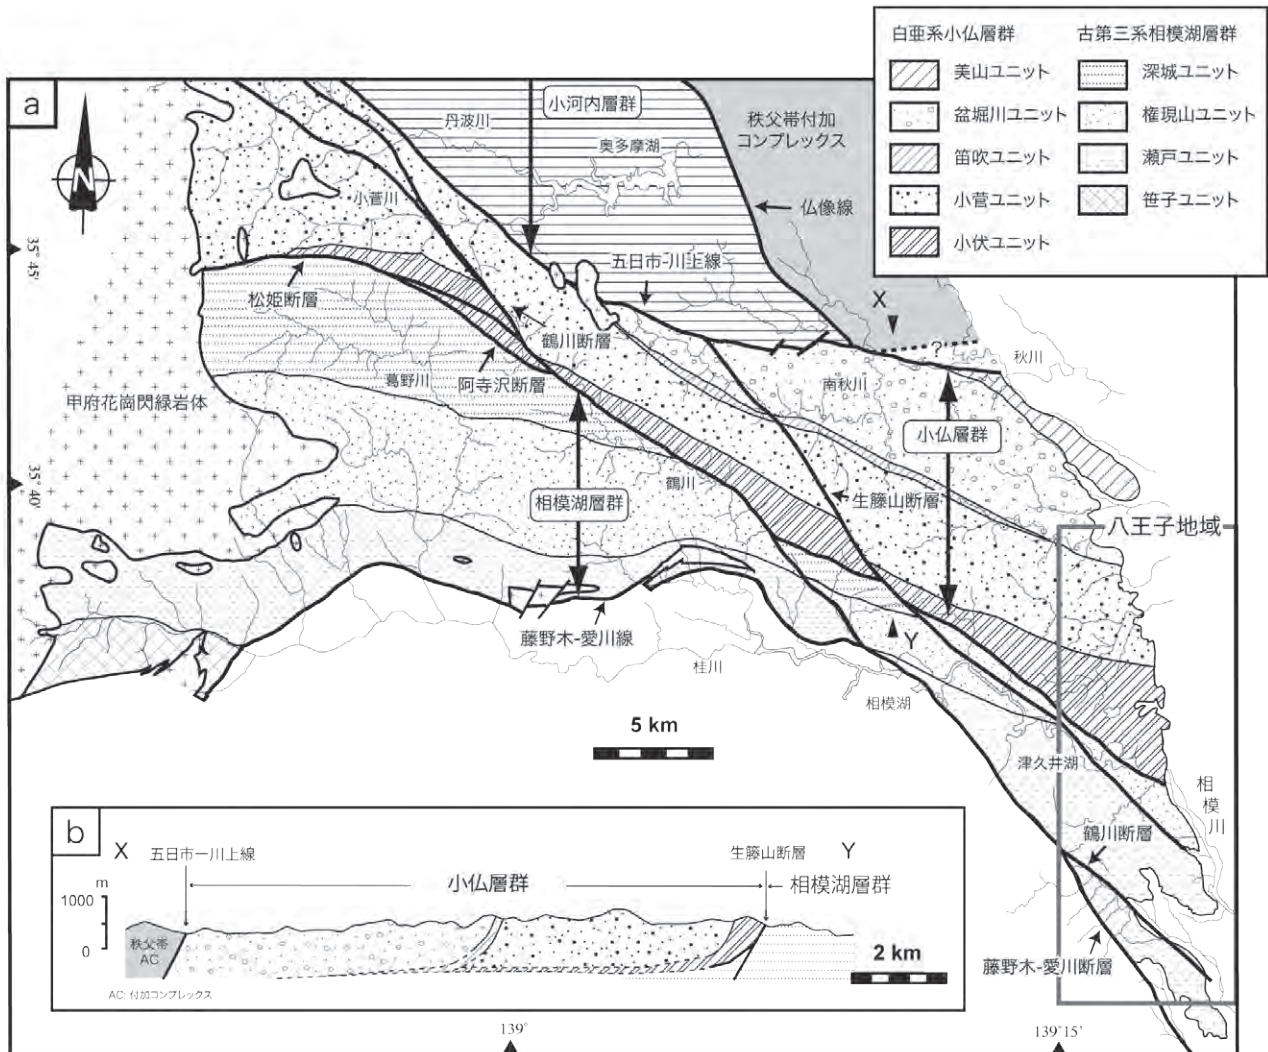 白亜系小仏層群
古第三系相模湖層群
美山ユニット
深城ユニット
盆堀川ユニット
権現山ユニット
笛吹ユニット
瀬戸ユニット
小菅ユニット
笹子ユニット
小伏ユニット
a
N
小河内層群
丹波川
奥多摩湖
秩父帯付加
コンプレックス
小菅川
仏像線
35° 45'
五日市-川上線
松姫断層
X
鶴川断層
?
秋川
葛野川
阿寺沢断層
南秋川
甲府花崗閃緑岩体
小仏層群
35° 40'
鶴川
相模湖層群
生藤山断層
八王子地域
藤野木-愛川線
Y
桂川
相模湖
5 km
津久井湖
相模川
鶴川断層
藤野木-愛川断層
b
X
五日市ー川上線
生藤山断層
Y
小仏層群
相模湖層群
m
1000
0
秩父帯
AC
2 km
AC: 付加コンプレックス
139°
139°15'